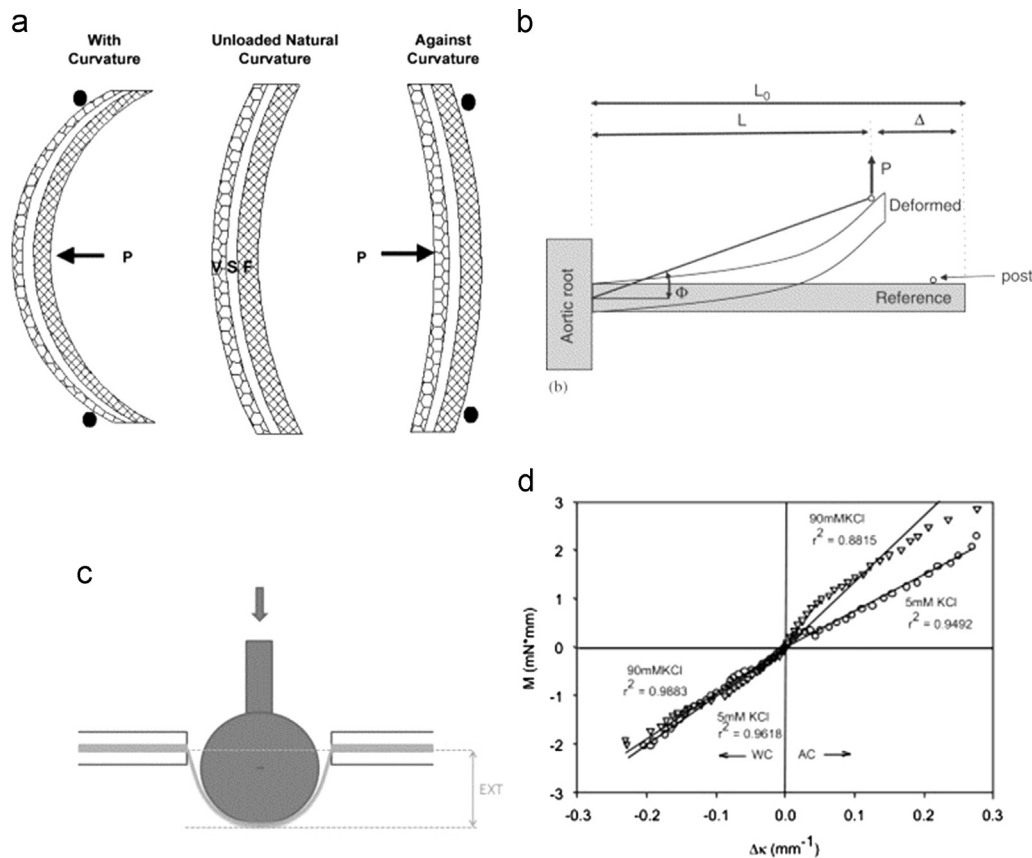 a
With
Curvature
Unloaded Natural
Curvature
Against
Curvature
P
V S F
P
b
L₀
L
Δ
P
Deformed
Φ
post
Reference
Aortic root
(b)
c
EXT
d
M (mN*mm)
3
2
1
0
-1
-2
-3
90mMKCl
r² = 0.8815
5mM KCl
r² = 0.9492
90mMKCl
r² = 0.9883
5mM KCl
r² = 0.9618
← WC AC →
-0.3 -0.2 -0.1 0.0 0.1 0.2 0.3
Δκ (mm⁻¹)